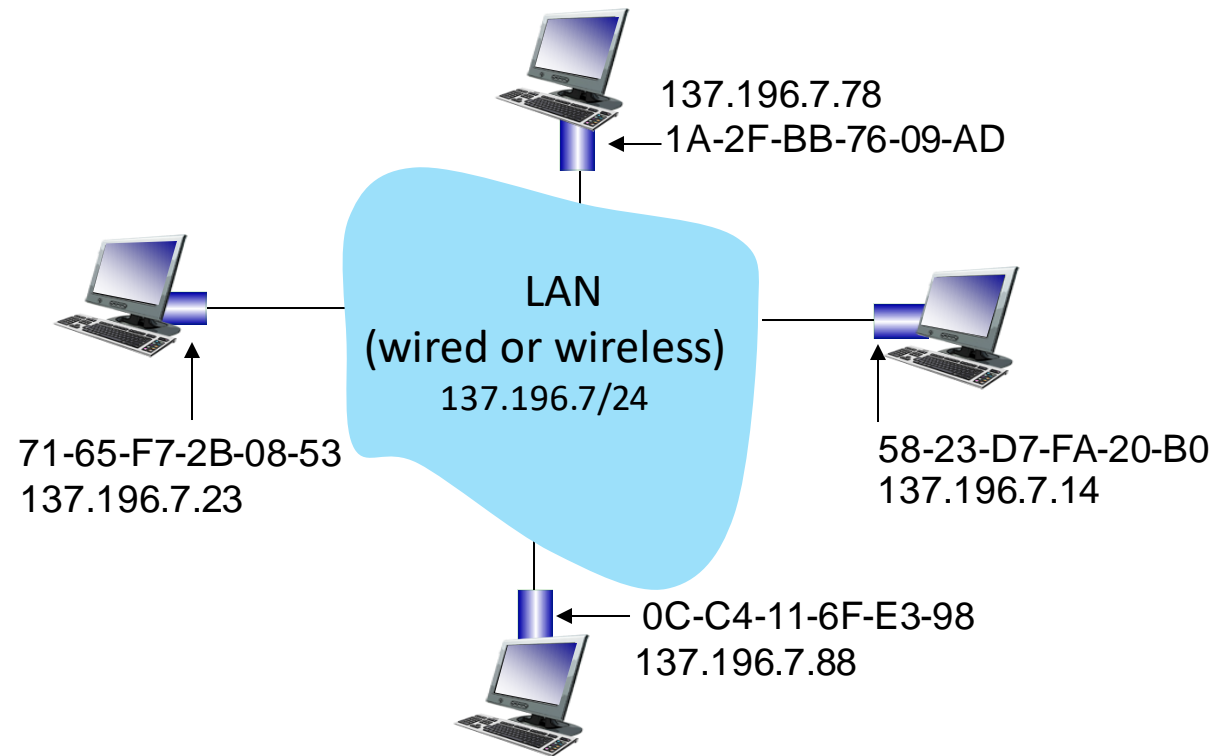 137.196.7.78
1A-2F-BB-76-09-AD
LAN
(wired or wireless)
137.196.7/24
71-65-F7-2B-08-53
137.196.7.23
58-23-D7-FA-20-B0
137.196.7.14
0C-C4-11-6F-E3-98
137.196.7.88